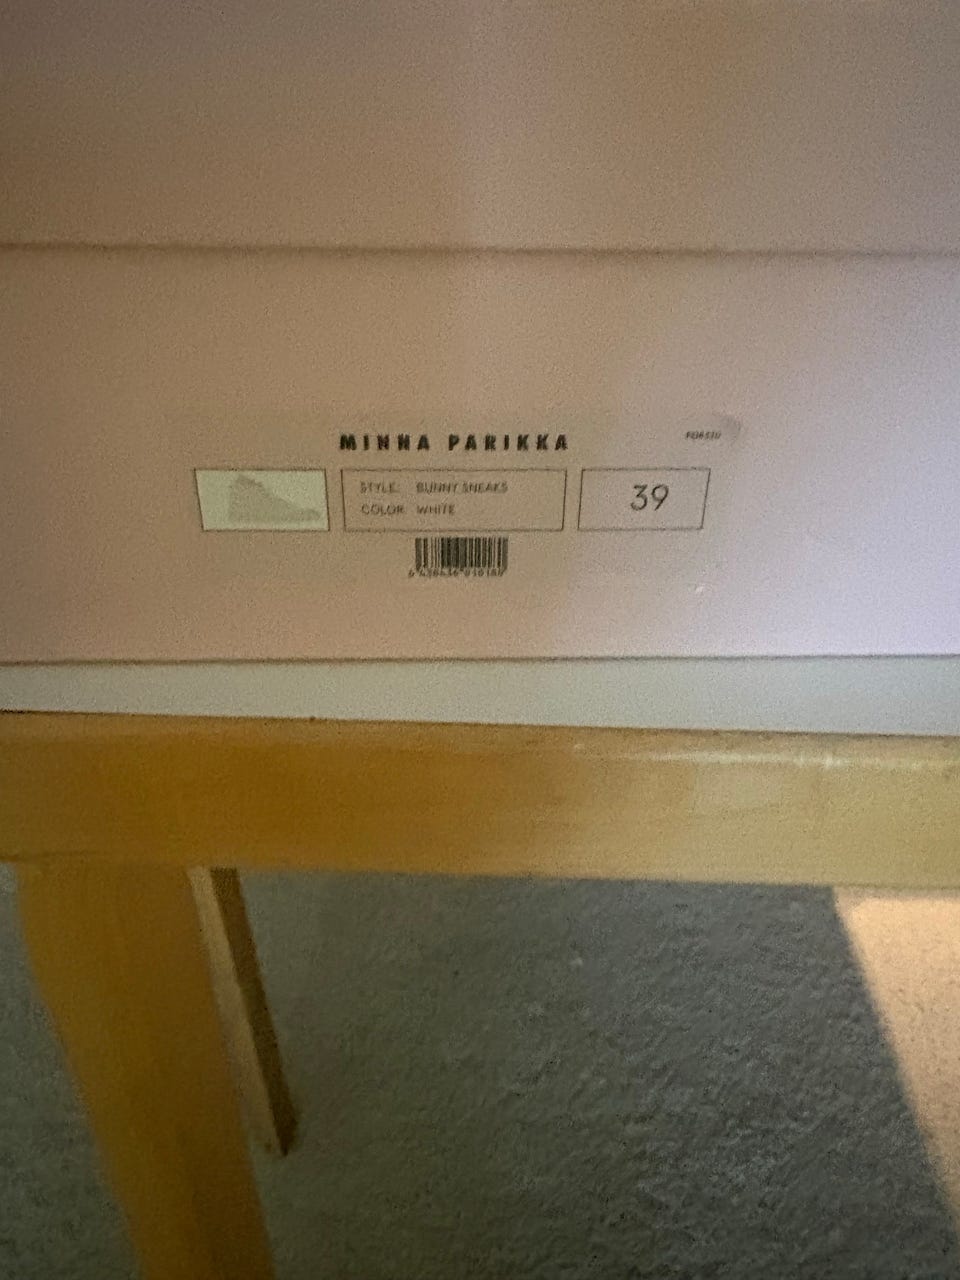 MINNA PARIKKA
STYLE: BUNNY SNEAKS
COLOR WHITE
39